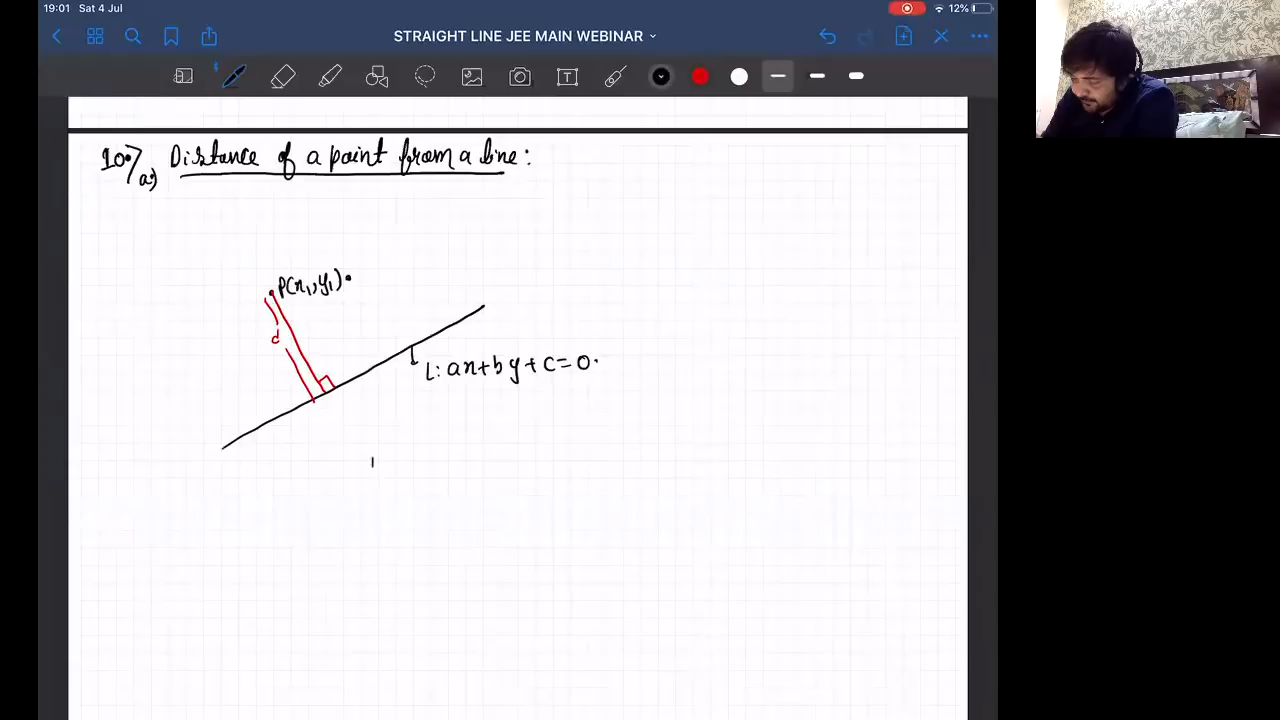 19:01 Sat 4 Jul
12%
STRAIGHT LINE JEE MAIN WEBINAR
T
10·/a·) Distance of a point from a line:
P(x₁,y₁)·
d
L: ax+by+c=0·